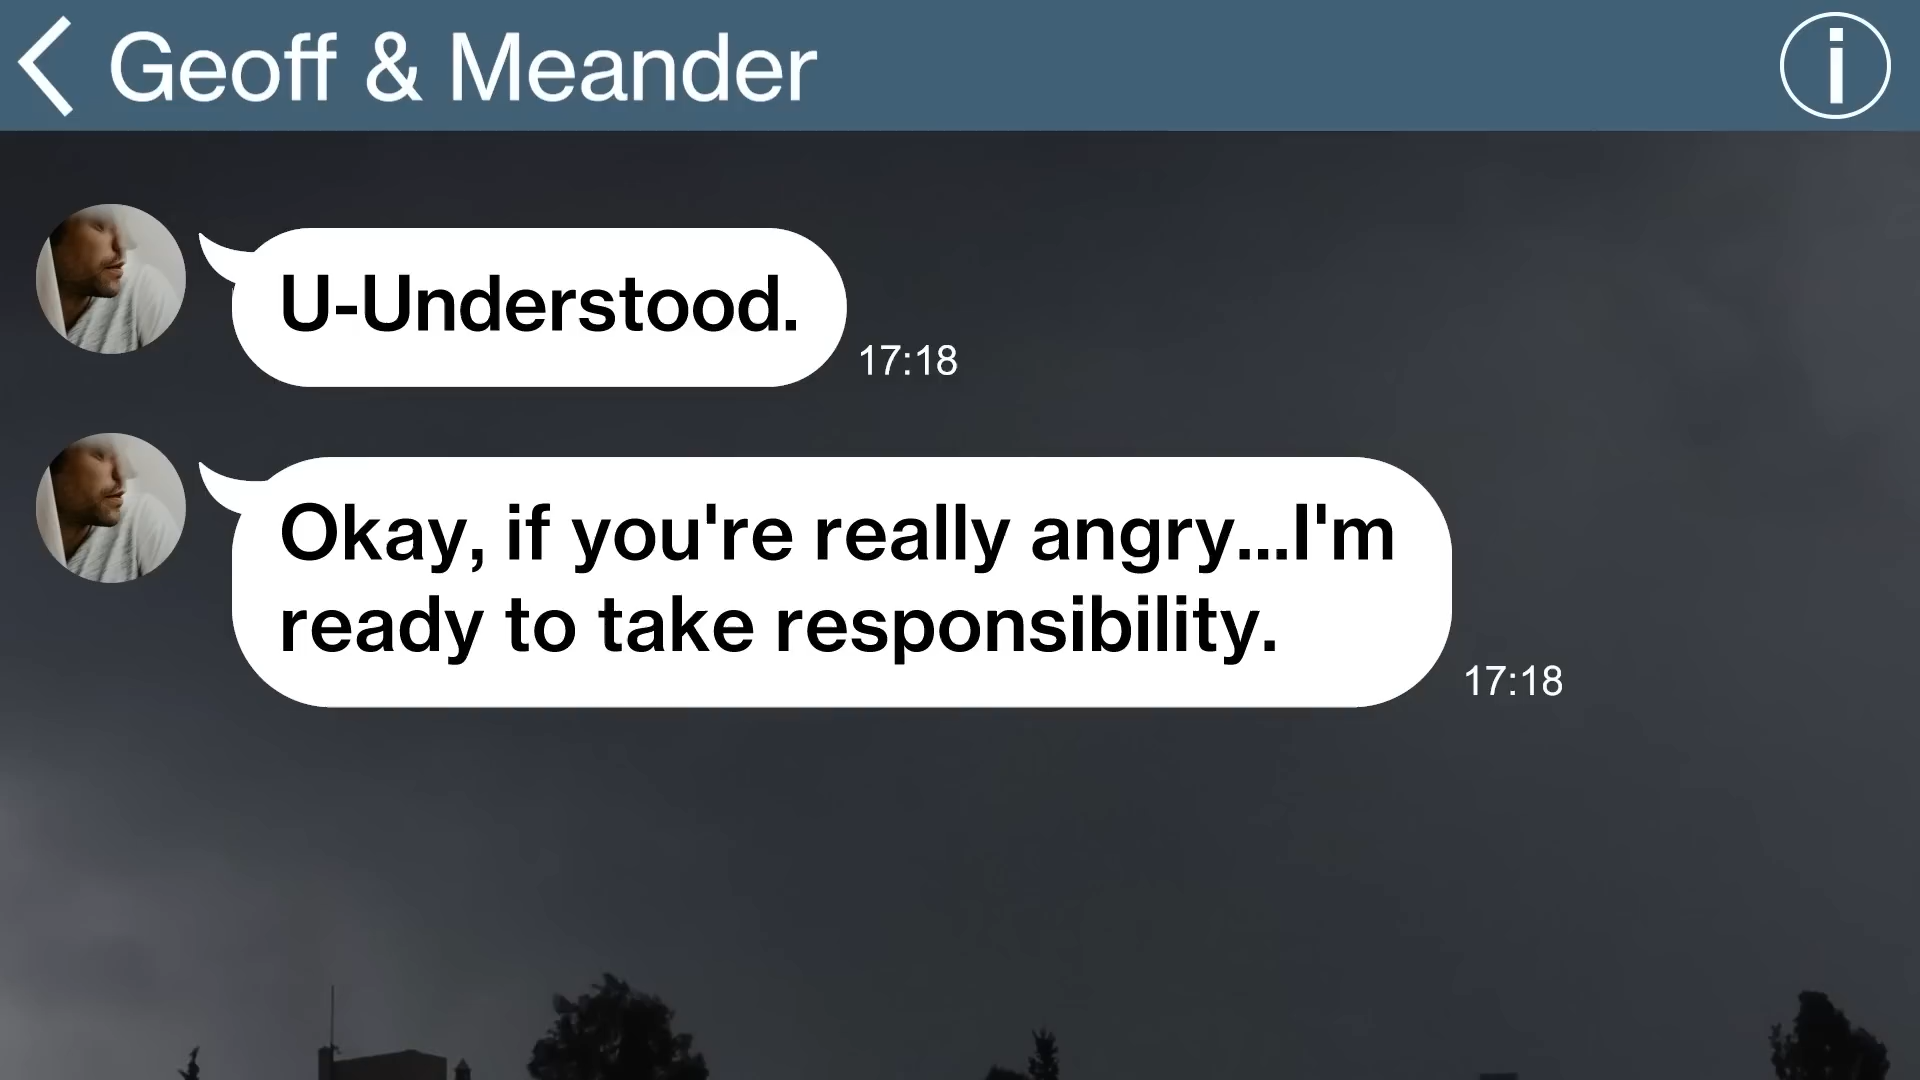 Geoff & Meander
U-Understood.
17:18
Okay, if you're really angry...I'm
ready to take responsibility.
17:18